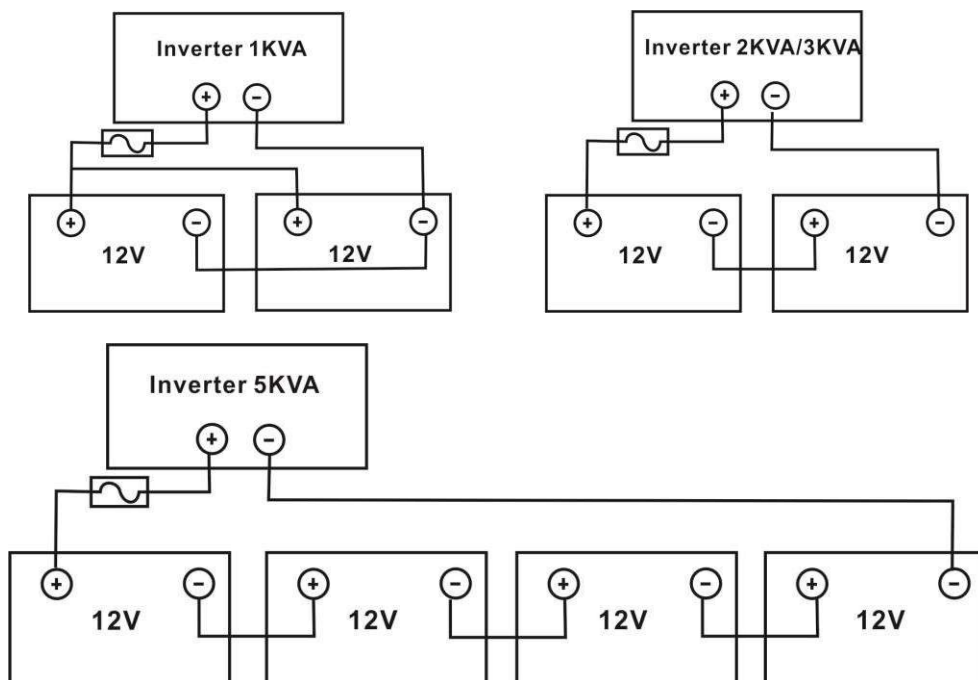 Inverter 1KVA
+ -
+ - + -
12V 12V
Inverter 2KVA/3KVA
+ -
+ - + -
12V 12V
Inverter 5KVA
+ -
+ - + - + - + -
12V 12V 12V 12V